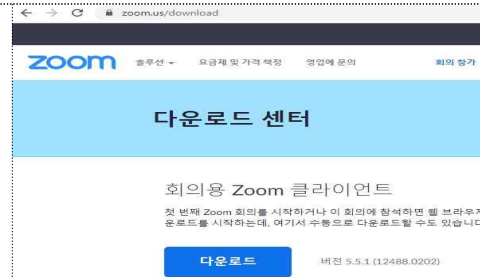 zoom.us/download
zoom 솔루션 요금제 및 가격 책정 영업에 문의 회의 참가
다운로드 센터
회의용 Zoom 클라이언트
첫 번째 Zoom 회의를 시작하거나 이 회의에 참석하면 웹 브라우저
운로드를 시작하는데, 여기서 수동으로 다운로드할 수도 있습니다
다운로드 버전 5.5.1 (12488.0202)